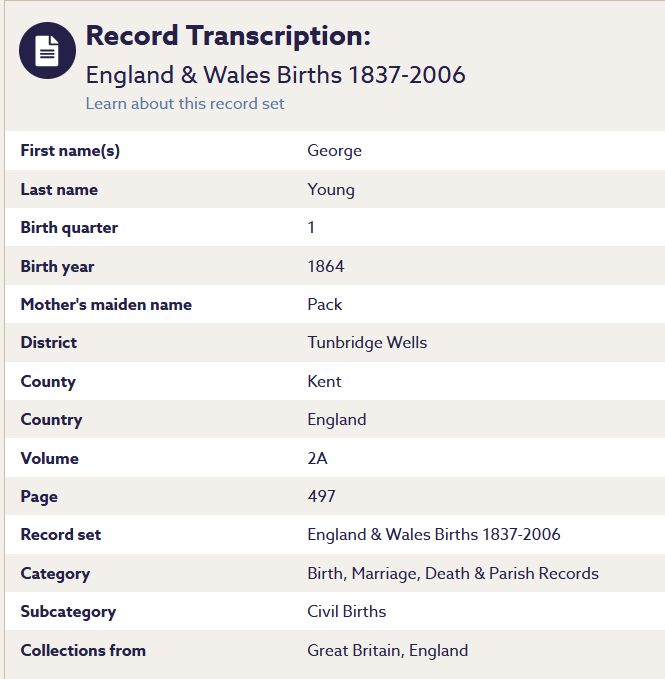 Record Transcription:
England & Wales Births 1837-2006
Learn about this record set
First name(s) George
Last name Young
Birth quarter 1
Birth year 1864
Mother's maiden name Pack
District Tunbridge Wells
County Kent
Country England
Volume 2A
Page 497
Record set England & Wales Births 1837-2006
Category Birth, Marriage, Death & Parish Records
Subcategory Civil Births
Collections from Great Britain, England